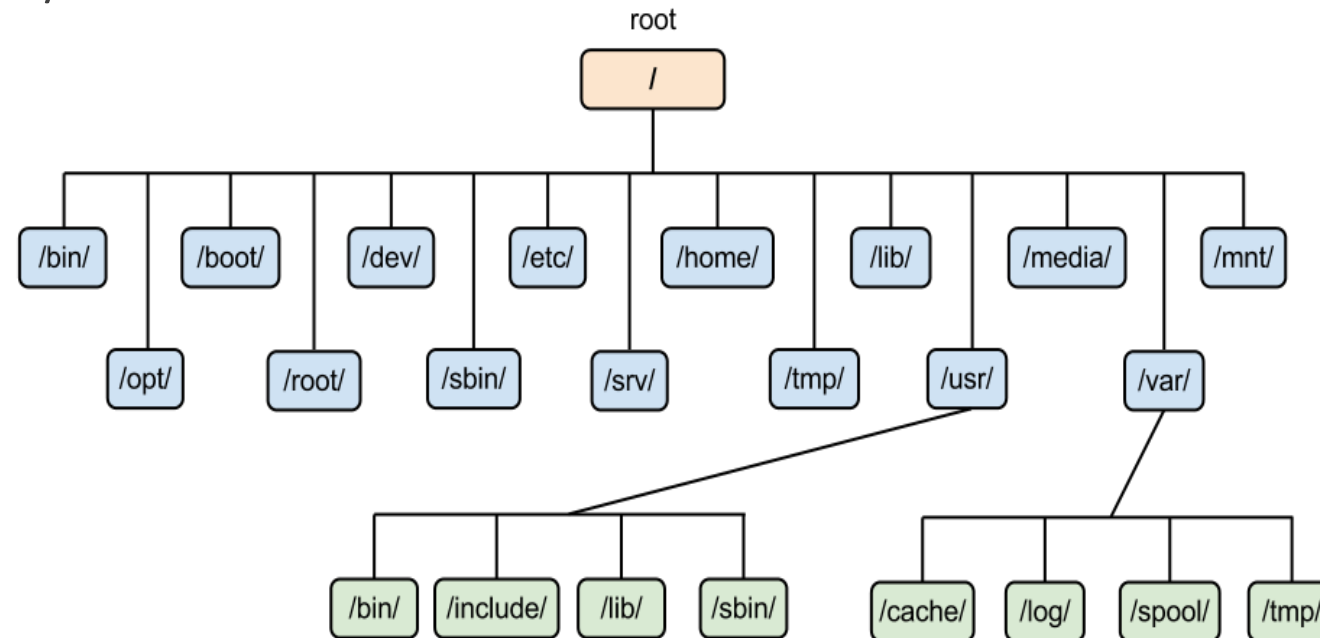 root
/
/bin/
/boot/
/dev/
/etc/
/home/
/lib/
/media/
/mnt/
/opt/
/root/
/sbin/
/srv/
/tmp/
/usr/
/var/
/bin/
/include/
/lib/
/sbin/
/cache/
/log/
/spool/
/tmp/